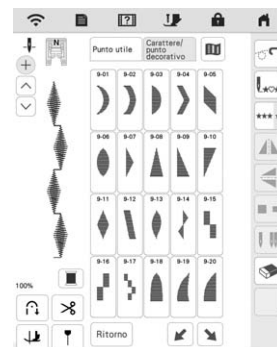 Punto utile
Carattere/
punto
decorativo
N
9-01 9-02 9-03 9-04 9-05
9-06 9-07 9-08 9-09 9-10
9-11 9-12 9-13 9-14 9-15
9-16 9-17 9-18 9-19 9-20
100%
Ritorno